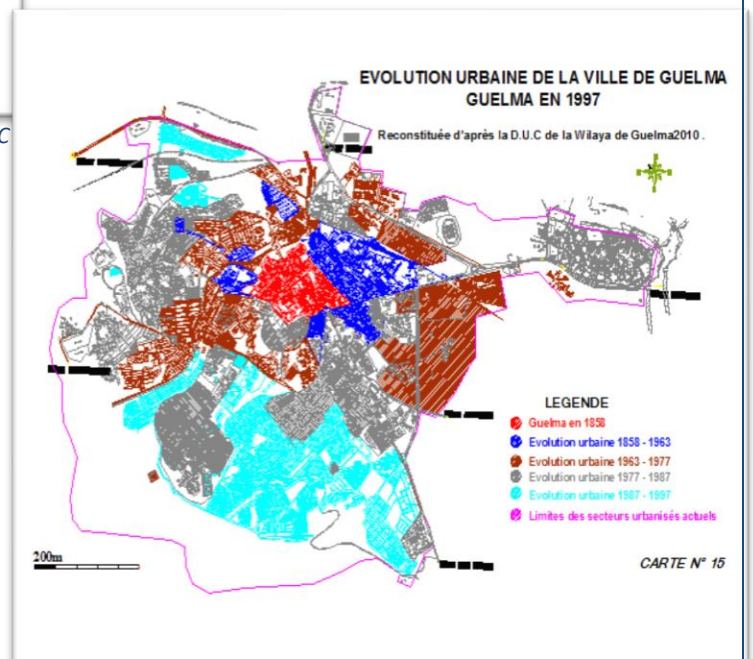 C
EVOLUTION URBAINE DE LA VILLE DE GUELMA
GUELMA EN 1997
Reconstituée d'après la D.U.C de la Wilaya de Guelma2010 .
LEGENDE
Guelma en 1858
Evolution urbaine 1858 - 1963
Evolution urbaine 1963 - 1977
Evolution urbaine 1977 - 1987
Evolution urbaine 1987 - 1997
Limites des secteurs urbanisés actuels
200m
CARTE N° 15